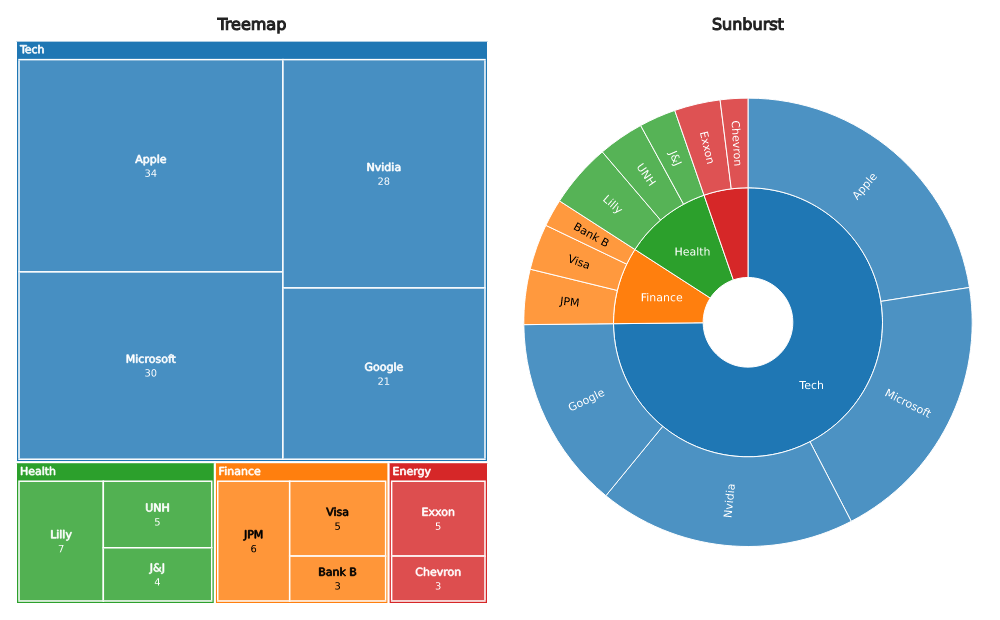 Treemap
Tech
Apple
34
Nvidia
28
Microsoft
30
Google
21
Health
Lilly
7
UNH
5
J&J
4
Finance
JPM
6
Visa
5
Bank B
3
Energy
Exxon
5
Chevron
3
Sunburst
Apple
Microsoft
Nvidia
Google
JPM
Visa
Bank B
Lilly
UNH
J&J
Exxon
Chevron
Tech
Finance
Health